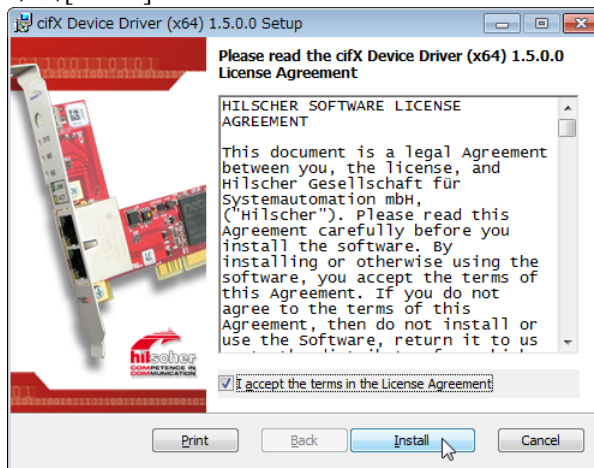 cifX Device Driver (x64) 1.5.0.0 Setup
Please read the cifX Device Driver (x64) 1.5.0.0
License Agreement
HILSCHER SOFTWARE LICENSE
AGREEMENT
This document is a legal Agreement
between you, the license, and
Hilscher Gesellschaft für
Systemautomation mbH,
("Hilscher"). Please read this
Agreement carefully before you
install the software. By
installing or otherwise using the
software, you accept the terms of
this Agreement. If you do not
agree to the terms of this
Agreement, then do not install or
use the Software, return it to us
I accept the terms in the License Agreement
hilscher
COMPETENCE IN
COMMUNICATION
Print
Back
Install
Cancel